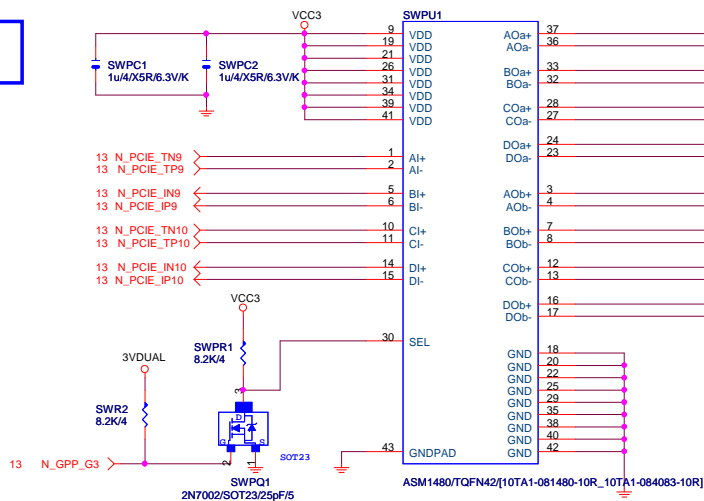 VCC3
SWPU1
SWPC1
1u/4/X5R/6.3V/K
SWPC2
1u/4/X5R/6.3V/K
9 VDD
19 VDD
21 VDD
26 VDD
31 VDD
34 VDD
39 VDD
41 VDD
AOa+ 37
AOa- 36
BOa+ 33
BOa- 32
COa+ 28
COa- 27
DOa+ 24
DOa- 23
13 N_PCIE_TN9 1 AI+
13 N_PCIE_TP9 2 AI-
13 N_PCIE_IN9 5 BI+
13 N_PCIE_IP9 6 BI-
13 N_PCIE_TN10 10 CI+
13 N_PCIE_TP10 11 CI-
13 N_PCIE_IN10 14 DI+
13 N_PCIE_IP10 15 DI-
AOb+ 3
AOb- 4
BOb+ 7
BOb- 8
COb+ 12
COb- 13
DOb+ 16
DOb- 17
VCC3
SWPR1
8.2K/4
30 SEL
3VDUAL
SWR2
8.2K/4
3
D
G
S
2
1
SOT23
SWPQ1
2N7002/SOT23/25pF/5
13 N_GPP_G3
43 GNDPAD
GND 18
GND 20
GND 22
GND 25
GND 29
GND 35
GND 38
GND 40
GND 42
ASM1480/TQFN42/[10TA1-081480-10R_10TA1-084083-10R]